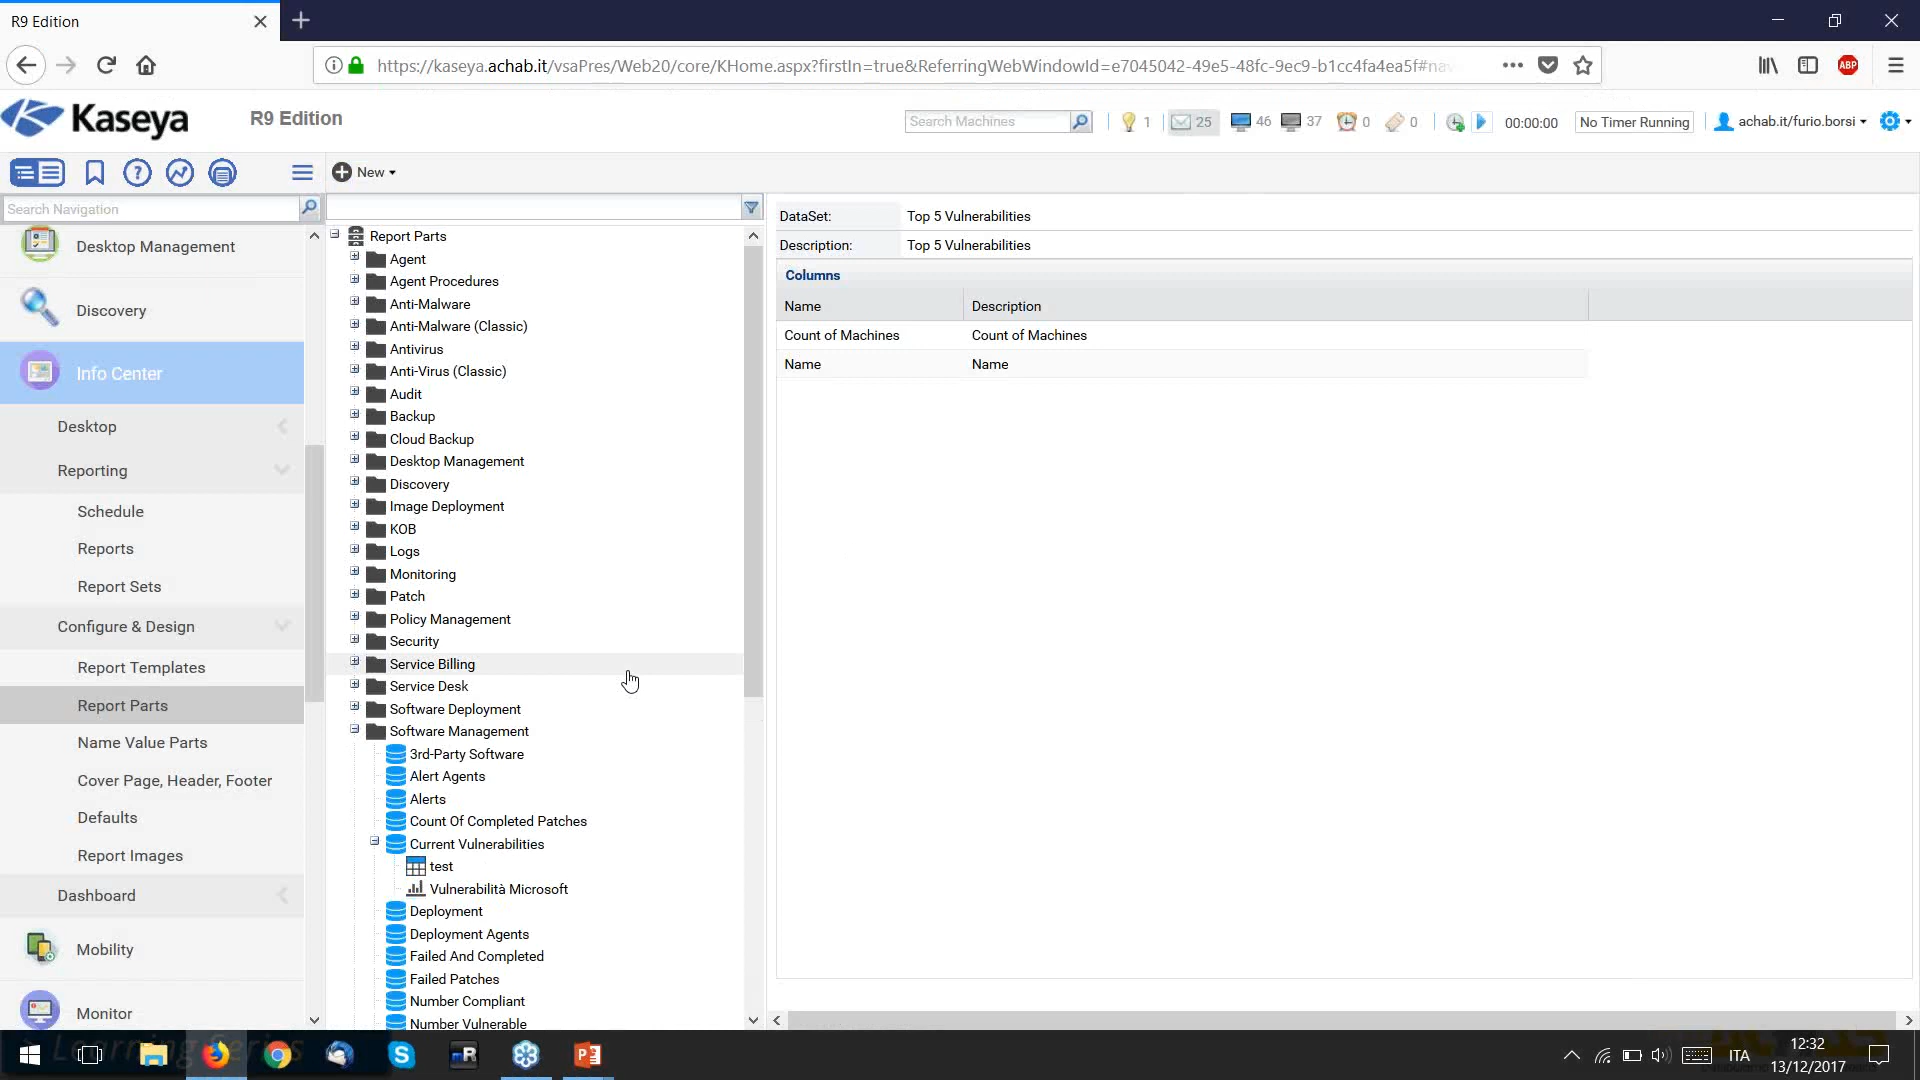 R9 Edition
https://kaseya.achab.it/vsaPres/Web20/core/KHome.aspx?firstIn=true&ReferringWebWindowId=e7045042-49e5-48fc-9ec9-b1cc4fa4ea5f#na
ABP
Kaseya
R9 Edition
Search Machines
1
25
46
37
0
0
00:00:00
No Timer Running
achab.it/furio.borsi
New
Search Navigation
Desktop Management
Discovery
Info Center
Desktop
Reporting
Schedule
Reports
Report Sets
Configure & Design
Report Templates
Report Parts
Name Value Parts
Cover Page, Header, Footer
Defaults
Report Images
Dashboard
Mobility
Monitor
Report Parts
Agent
Agent Procedures
Anti-Malware
Anti-Malware (Classic)
Antivirus
Anti-Virus (Classic)
Audit
Backup
Cloud Backup
Desktop Management
Discovery
Image Deployment
KOB
Logs
Monitoring
Patch
Policy Management
Security
Service Billing
Service Desk
Software Deployment
Software Management
3rd-Party Software
Alert Agents
Alerts
Count Of Completed Patches
Current Vulnerabilities
test
Vulnerabilità Microsoft
Deployment
Deployment Agents
Failed And Completed
Failed Patches
Number Compliant
Number Vulnerable
DataSet: Top 5 Vulnerabilities
Description: Top 5 Vulnerabilities
Columns
Name Description
Count of Machines Count of Machines
Name Name
Learning Series
ITA
12:32
13/12/2017